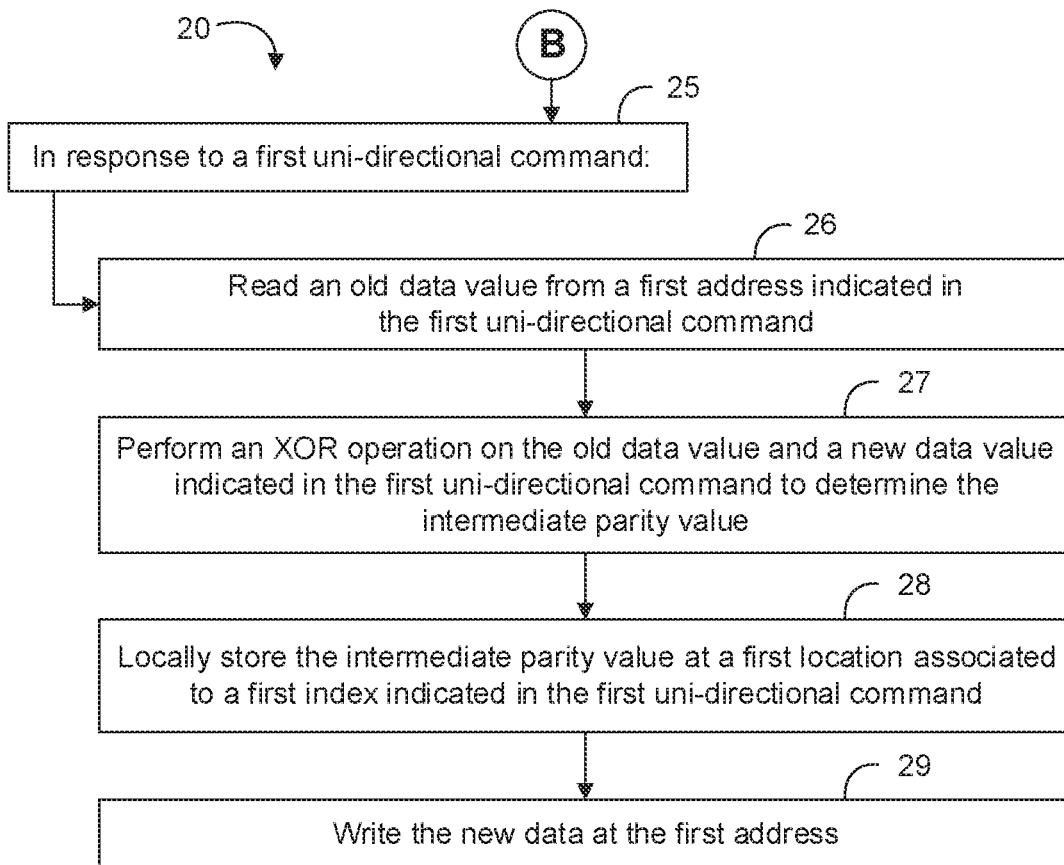 20
B
25
In response to a first uni-directional command:
26
Read an old data value from a first address indicated in
the first uni-directional command
27
Perform an XOR operation on the old data value and a new data value
indicated in the first uni-directional command to determine the
intermediate parity value
28
Locally store the intermediate parity value at a first location associated
to a first index indicated in the first uni-directional command
29
Write the new data at the first address